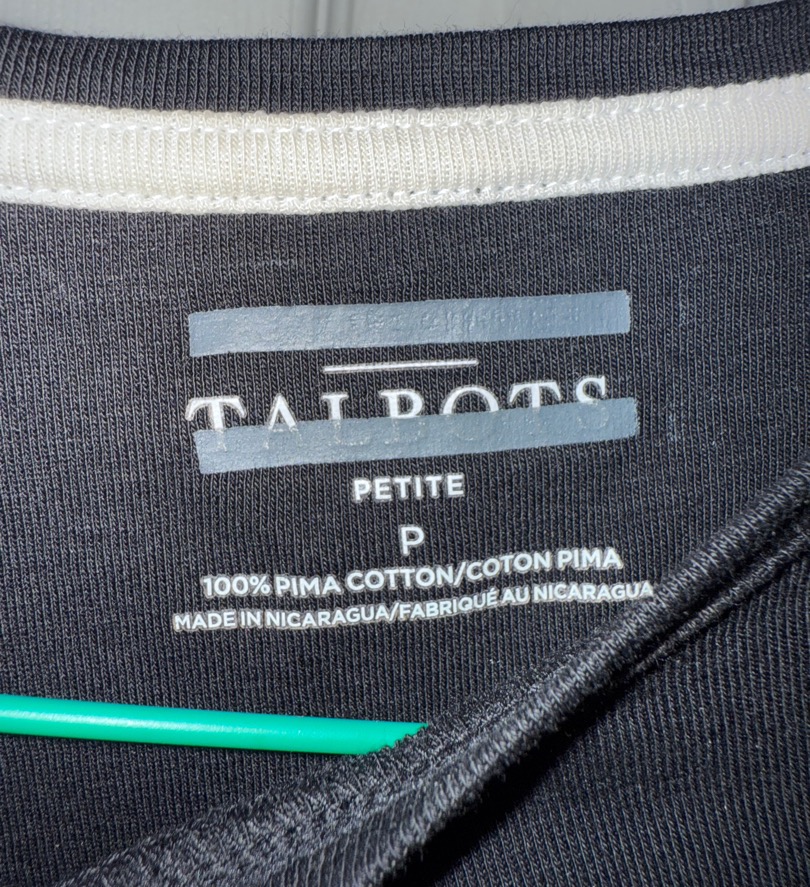 TALBOTS
PETITE
P
100% PIMA COTTON/COTON PIMA
MADE IN NICARAGUA/FABRIQUÉ AU NICARAGUA